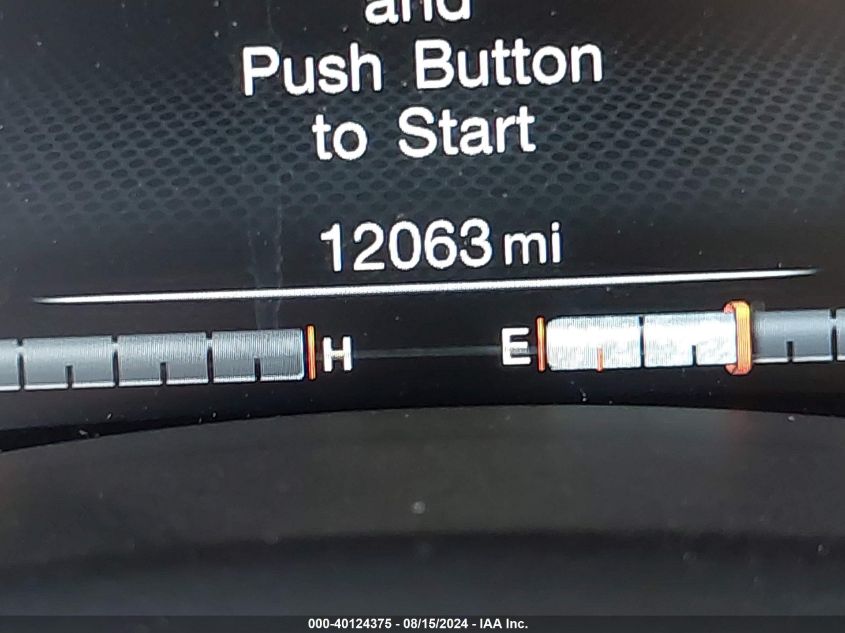 and
Push Button
to Start
12063 mi
H E
000-40124375 - 08/15/2024 - IAA Inc.